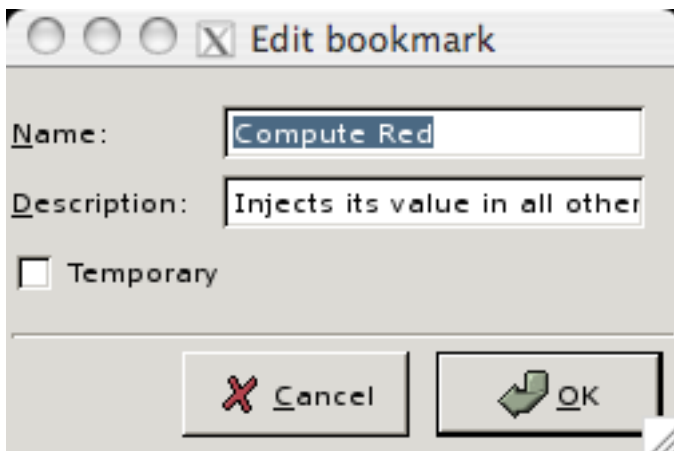 Edit bookmark
Name: Compute Red
Description: Injects its value in all other
Temporary
Cancel OK